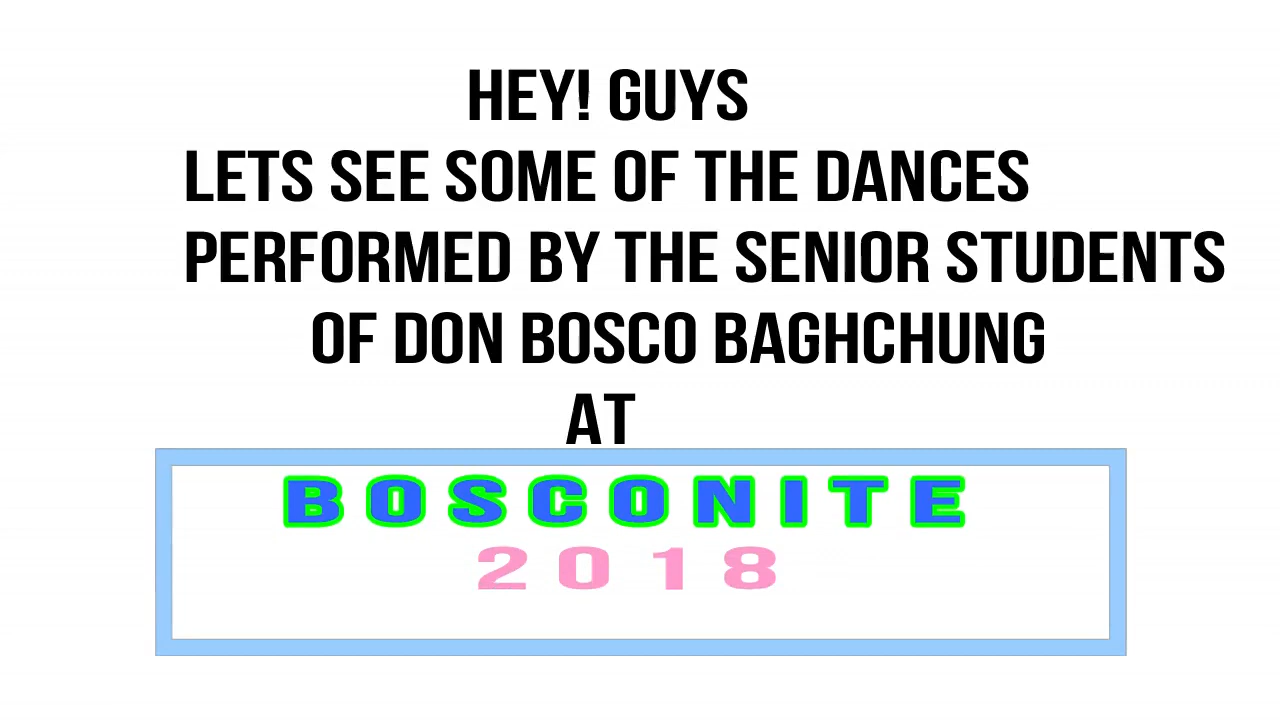 HEY! GUYS
LETS SEE SOME OF THE DANCES
PERFORMED BY THE SENIOR STUDENTS
OF DON BOSCO BAGHCHUNG
AT
BOSCONITE
2018